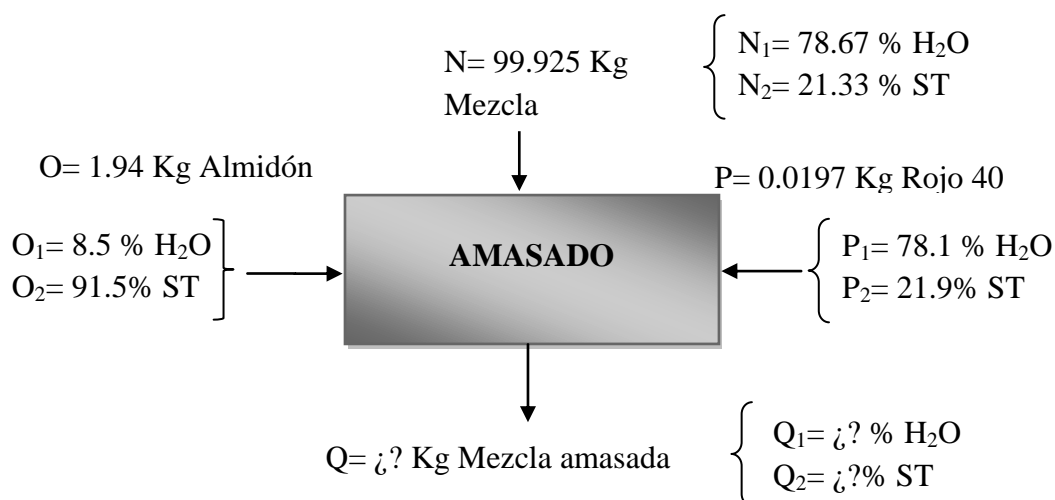 N= 99.925 Kg
Mezcla
N₁= 78.67 % H₂O
N₂= 21.33 % ST
O= 1.94 Kg Almidón
P= 0.0197 Kg Rojo 40
O₁= 8.5 % H₂O
O₂= 91.5% ST
AMASADO
P₁= 78.1 % H₂O
P₂= 21.9% ST
Q= ¿? Kg Mezcla amasada
Q₁= ¿? % H₂O
Q₂= ¿?% ST